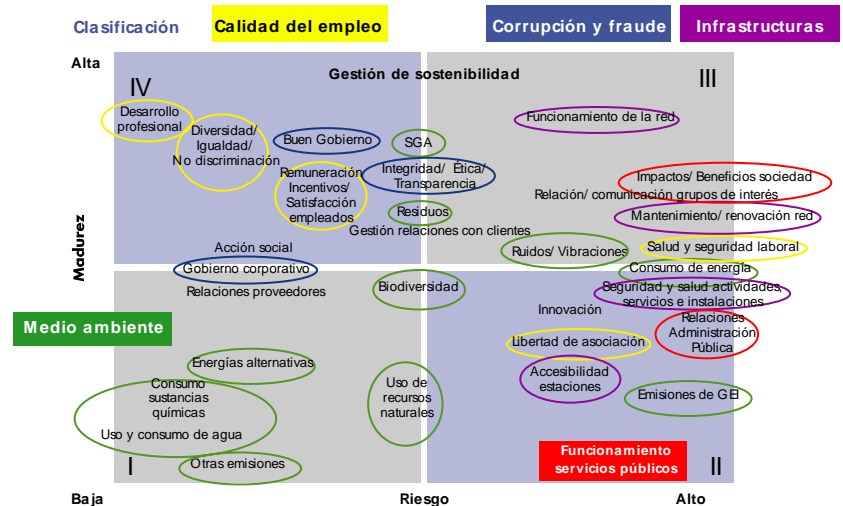 Clasificación
Calidad del empleo
Corrupción y fraude
Infrastructuras
Alta
Gestión de sostenibilidad
IV
III
Desarrollo
profesional
Diversidad/
Igualdad/
No discriminación
Buen Gobierno
SGA
Funcionamiento de la red
Remuneración
Incentivos/
Satisfacción
empleados
Integridad/ Ética/
Transparencia
Impactos/ Beneficios sociedad
Relación/ comunicación grupos de interés
Residuos
Mantenimiento/ renovación red
Gestión relaciones con clientes
Madurez
Acción social
Ruidos/ Vibraciones
Salud y seguridad laboral
Gobierno corporativo
Consumo de energía
Relaciones proveedores
Biodiversidad
Seguridad y salud actividades,
servicios e instalaciones
Innovación
Medio ambiente
Relaciones
Administración
Pública
Libertad de asociación
Energías alternativas
Accesibilidad
estaciones
Consumo
sustancias
químicas
Uso de
recursos
naturales
Emisiones de GEI
Uso y consumo de agua
Funcionamiento
servicios públicos
I
Otras emisiones
II
Baja
Riesgo
Alto